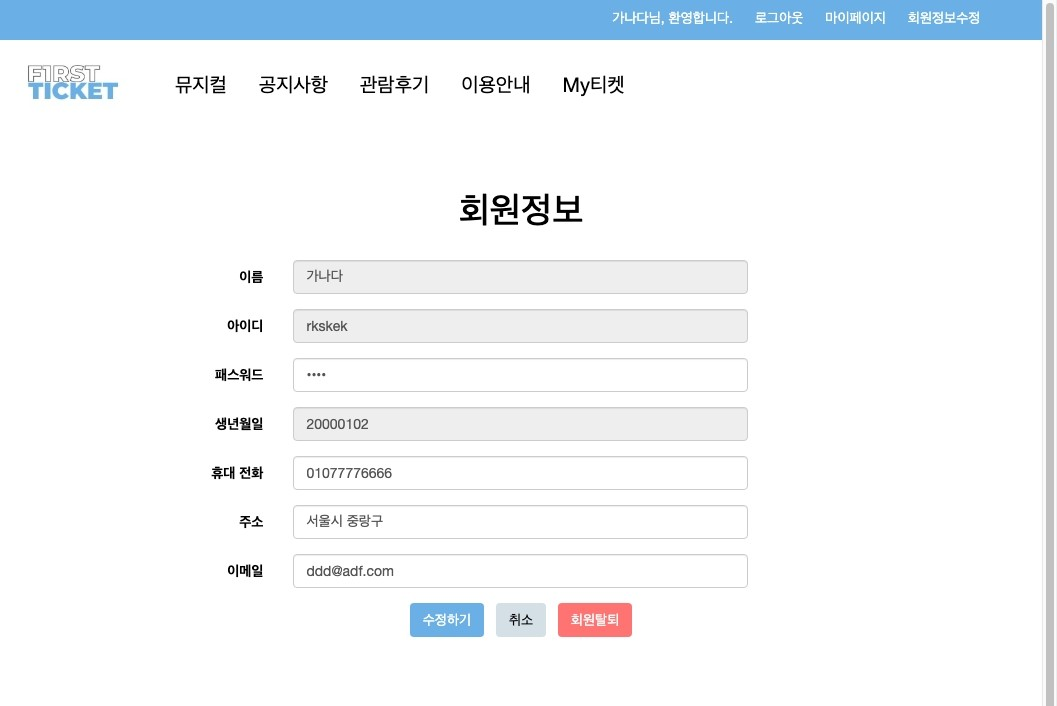 가나다님, 환영합니다. 로그아웃 마이페이지 회원정보수정
F1RST
TICKET
뮤지컬 공지사항 관람후기 이용안내 My티켓
회원정보
이름 가나다
아이디 rkskek
패스워드 ••••
생년월일 20000102
휴대 전화 01077776666
주소 서울시 중랑구
이메일 ddd@adf.com
수정하기 취소 회원탈퇴